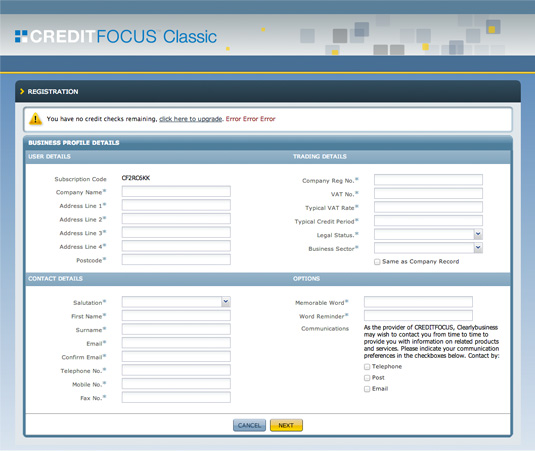 CREDITFOCUS Classic
REGISTRATION
You have no credit checks remaining, click here to upgrade. Error Error Error
BUSINESS PROFILE DETAILS
USER DETAILS
Subscription Code CF2RC6KK
Company Name*
Address Line 1*
Address Line 2*
Address Line 3*
Address Line 4*
Postcode*
TRADING DETAILS
Company Reg No.*
VAT No.*
Typical VAT Rate*
Typical Credit Period*
Legal Status.*
Business Sector*
Same as Company Record
CONTACT DETAILS
Salutation*
First Name*
Surname*
Email*
Confirm Email*
Telephone No.*
Mobile No.*
Fax No.*
OPTIONS
Memorable Word*
Word Reminder*
Communications
As the provider of CREDITFOCUS, Clearlybusiness
may wish to contact you from time to time to
provide you with information on related products
and services. Please indicate your communication
preferences in the checkboxes below. Contact by:
Telephone
Post
Email
CANCEL
NEXT